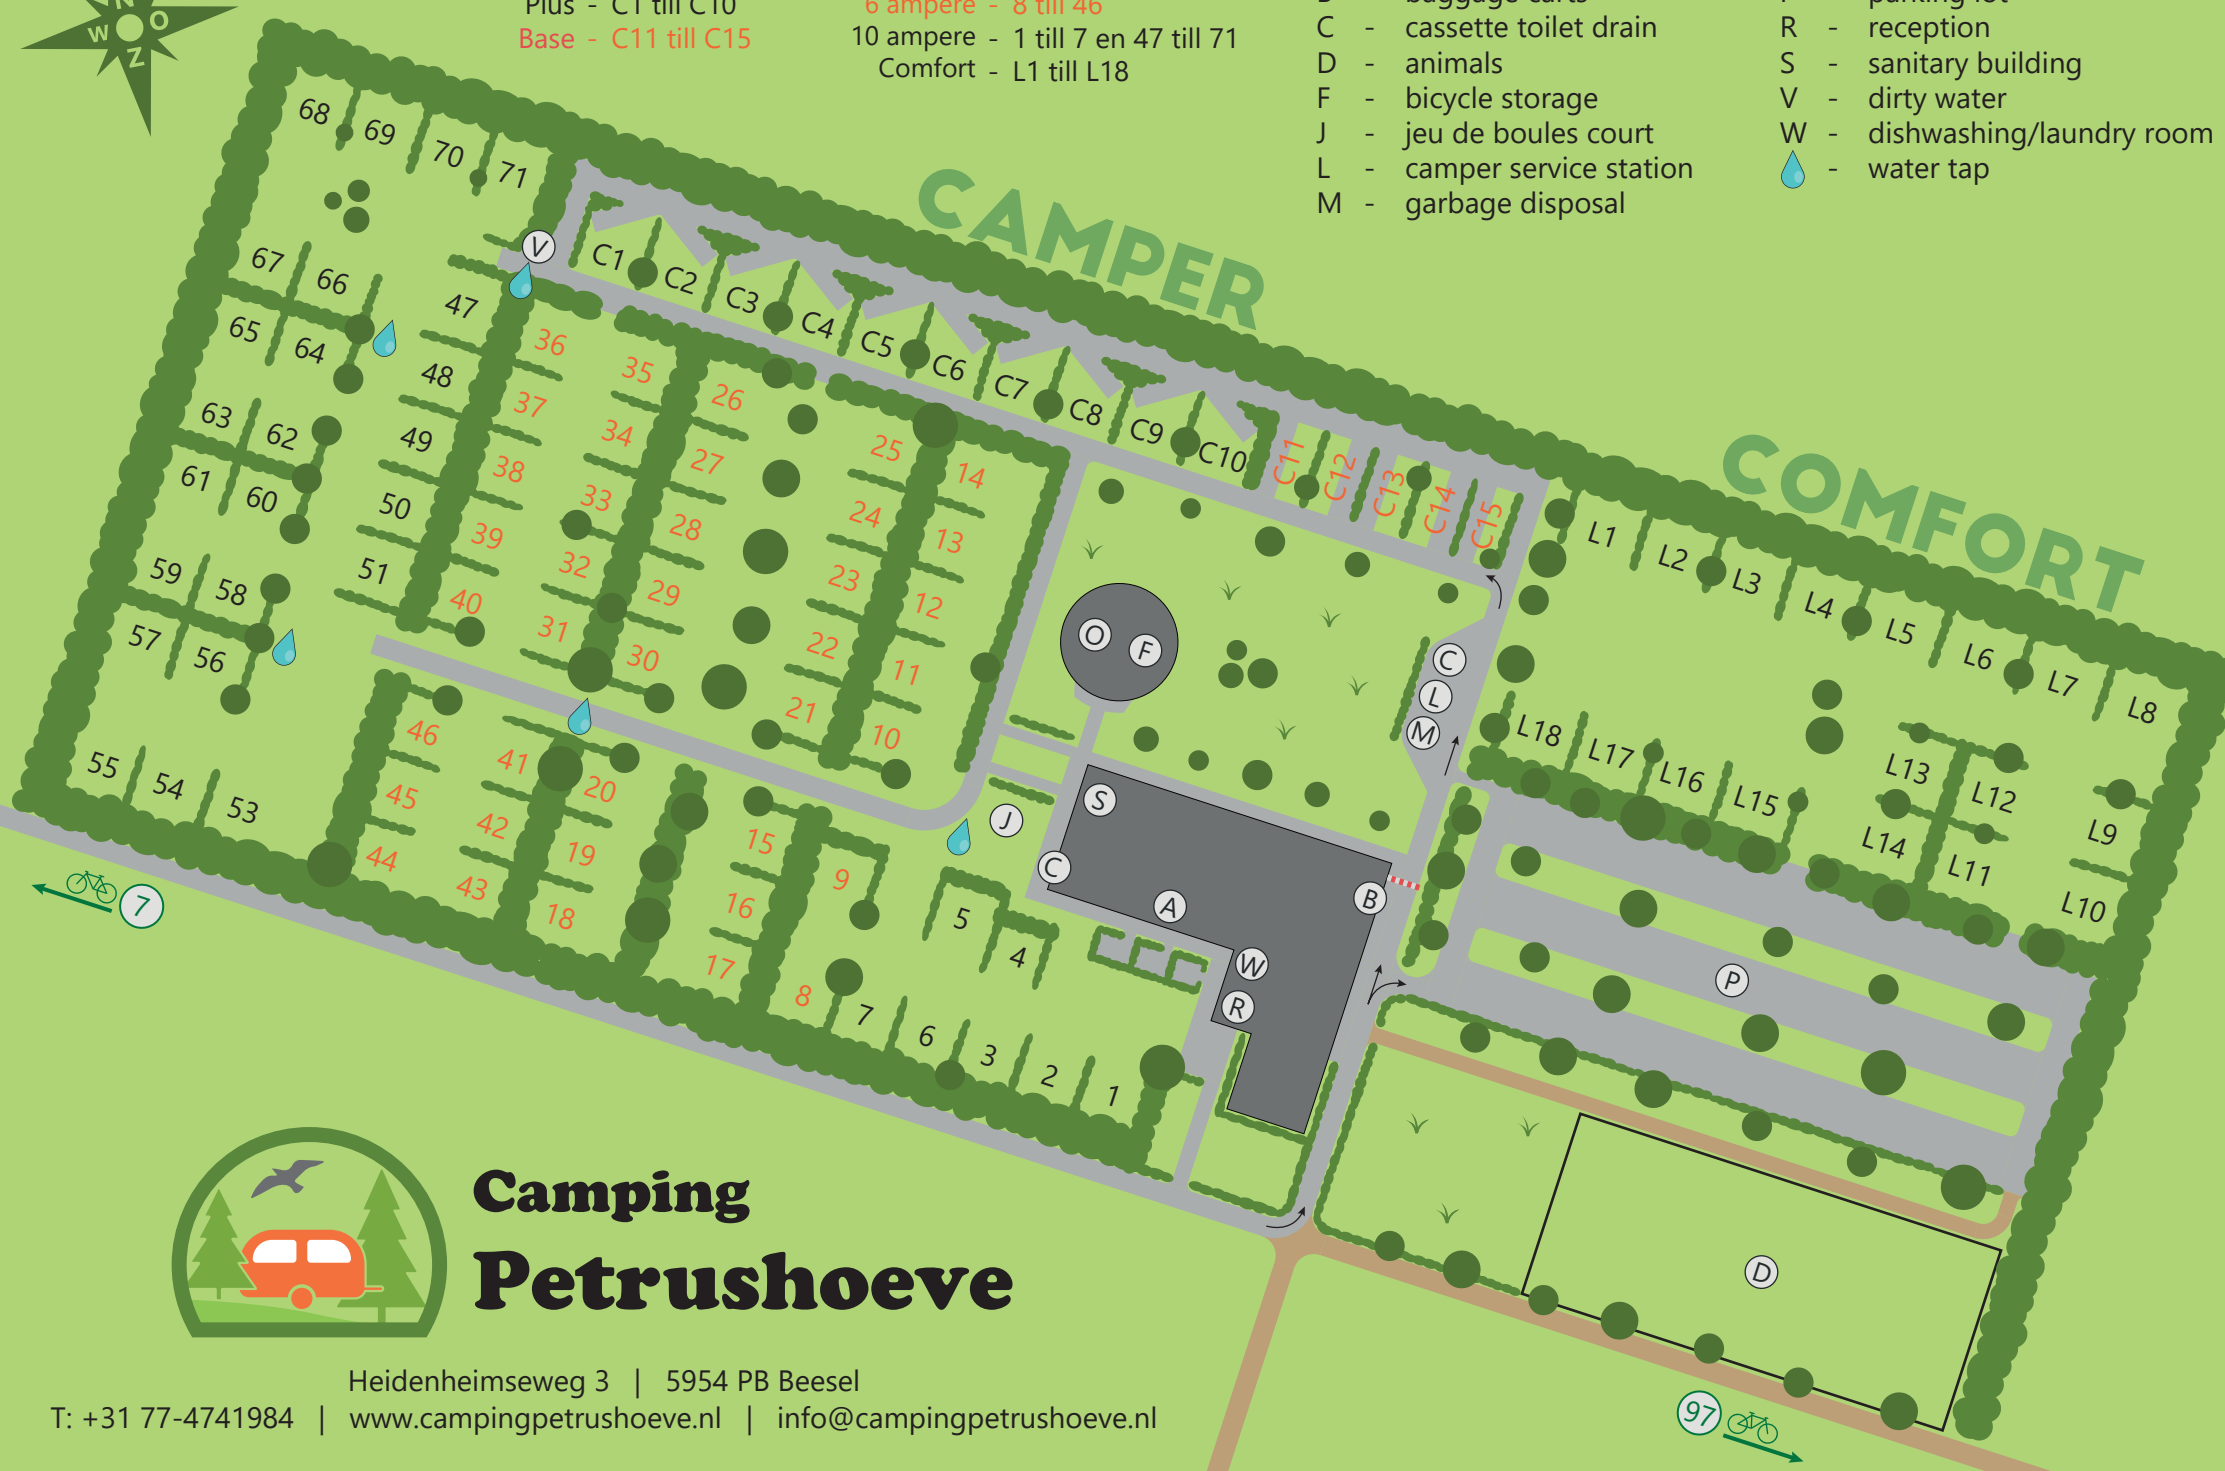 N
W O
Z
Plus - C1 till C10
Base - C11 till C15
6 ampere - 8 till 46
10 ampere - 1 till 7 en 47 till 71
Comfort - L1 till L18
baggage carts
C - cassette toilet drain
D - animals
F - bicycle storage
J - jeu de boules court
L - camper service station
M - garbage disposal
parking lot
R - reception
S - sanitary building
V - dirty water
W - dishwashing/laundry room
- water tap
CAMPER
COMFORT
68 69 70 71
67 66
65 64
63 62
61 60
59 58
57 56
55 54 53
47
48
49
50
51
V
36 35 26
37 34 27
38 33 28
39 32 29
40 31 30
25 14
24 13
23 12
22 11
21 10
46 41 20
45 42 19
44 43 18
15 9
16
17 8
7 6 3 2 1
5 4
C1 C2 C3 C4 C5 C6 C7 C8 C9 C10
C11 C12 C13 C14 C15
L1 L2 L3 L4 L5 L6 L7 L8
L18 L17 L16 L15
L13 L12
L14 L11
L9
L10
O F
C
L
M
S
J
C
A
B
W
R
P
D
7
97
Camping
Petrushoeve
Heidenheimseweg 3 | 5954 PB Beesel
T: +31 77-4741984 | www.campingpetrushoeve.nl | info@campingpetrushoeve.nl